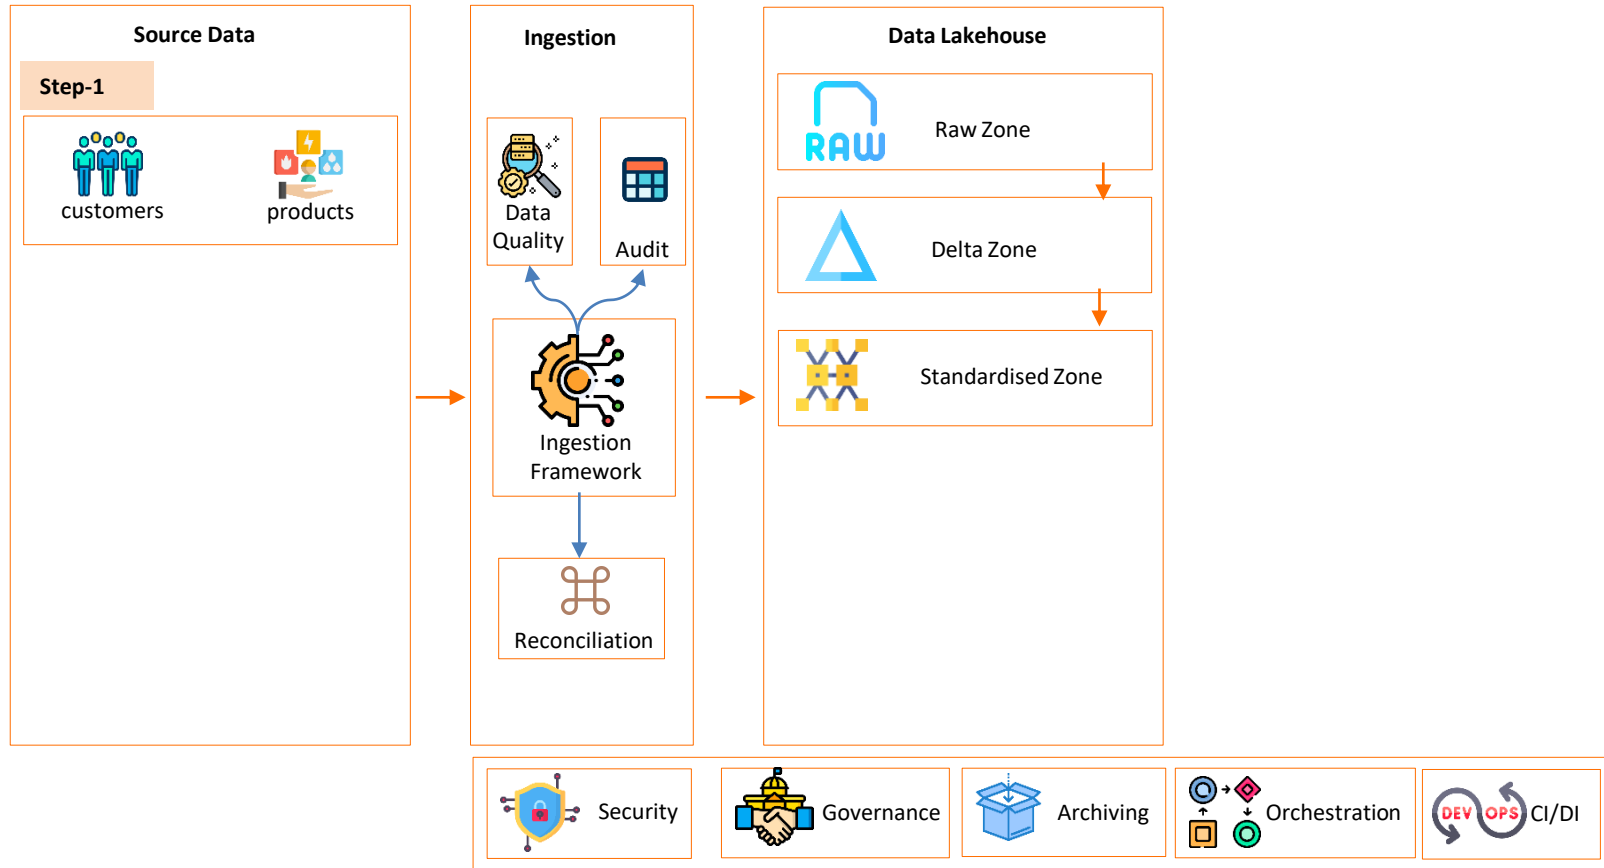 Source Data
Step-1
customers
products
Ingestion
Data
Quality
Audit
Ingestion
Framework
Reconciliation
Data Lakehouse
RAW
Raw Zone
Delta Zone
Standardised Zone
Security
Governance
Archiving
Orchestration
DEV OPS
CI/DI